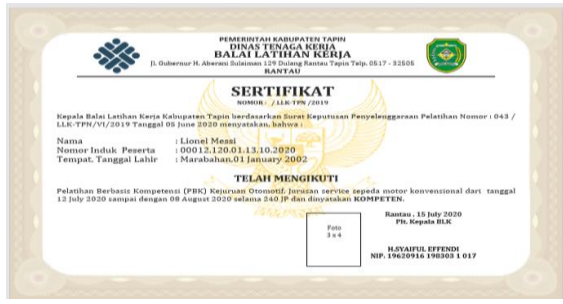 PEMERINTAH KABUPATEN TAPIN
DINAS TENAGA KERJA
BALAI LATIHAN KERJA
Jl. Gubernur H. Aberani Sulaiman 129 Dulang Rantau Tapin Telp. 0517 - 32505
RANTAU
SERTIFIKAT
NOMOR : / LLK-TPN /2019
Kepala Balai Latihan Kerja Kabupaten Tapin berdasarkan Surat Keputusan Penyelenggaraan Pelatihan Nomor : 043 /
LLK-TPN/VI/2019 Tanggal 05 June 2020 menyatakan, bahwa :
Nama : Lionel Messi
Nomor Induk Peserta : 00012.120.01.13.10.2020
Tempat, Tanggal Lahir : Marabahan,01 January 2002
TELAH MENGIKUTI
Pelatihan Berbasis Kompetensi (PBK) Kejuruan Otomotif. Jurusan service sepeda motor konvensional dari tanggal
12 July 2020 sampai dengan 08 August 2020 selama 240 JP dan dinyatakan KOMPETEN.
Rantau , 15 July 2020
Plt. Kepala BLK
Foto
3 x 4
H.SYAIFUL EFFENDI
NIP. 19620916 198303 1 017